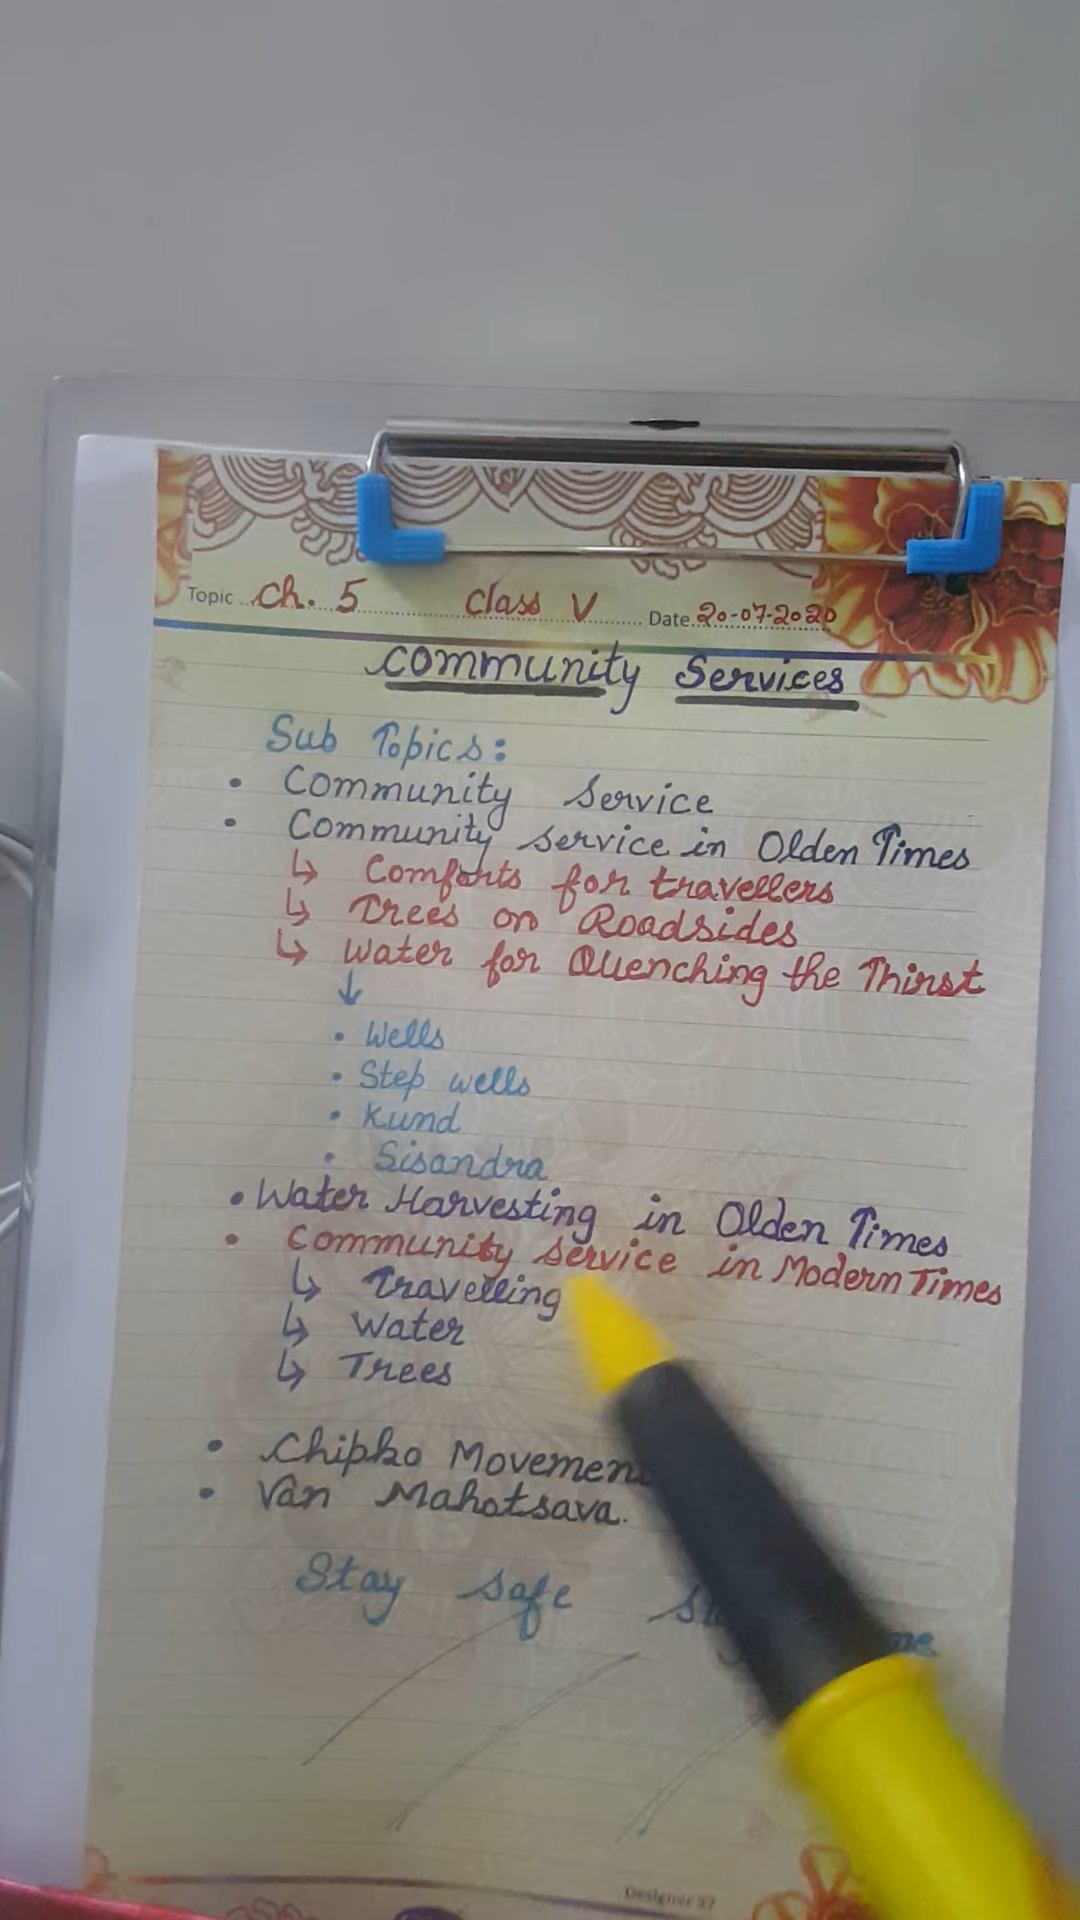 Topic Ch. 5 Class V Date 20-07-2020
Community Services
Sub Topics:
• Community Service
• Community Service in Olden Times
↳ Comforts for travellers
↳ Trees on Roadsides
↳ Water for Quenching the Thirst
↓
• Wells
• Step wells
• Kund
• Sisandra
• Water Harvesting in Olden Times
• Community Service in Modern Times
↳ Travelling
↳ Water
↳ Trees
• Chipko Movement
• Van Mahotsava.
Stay safe
Designer 37